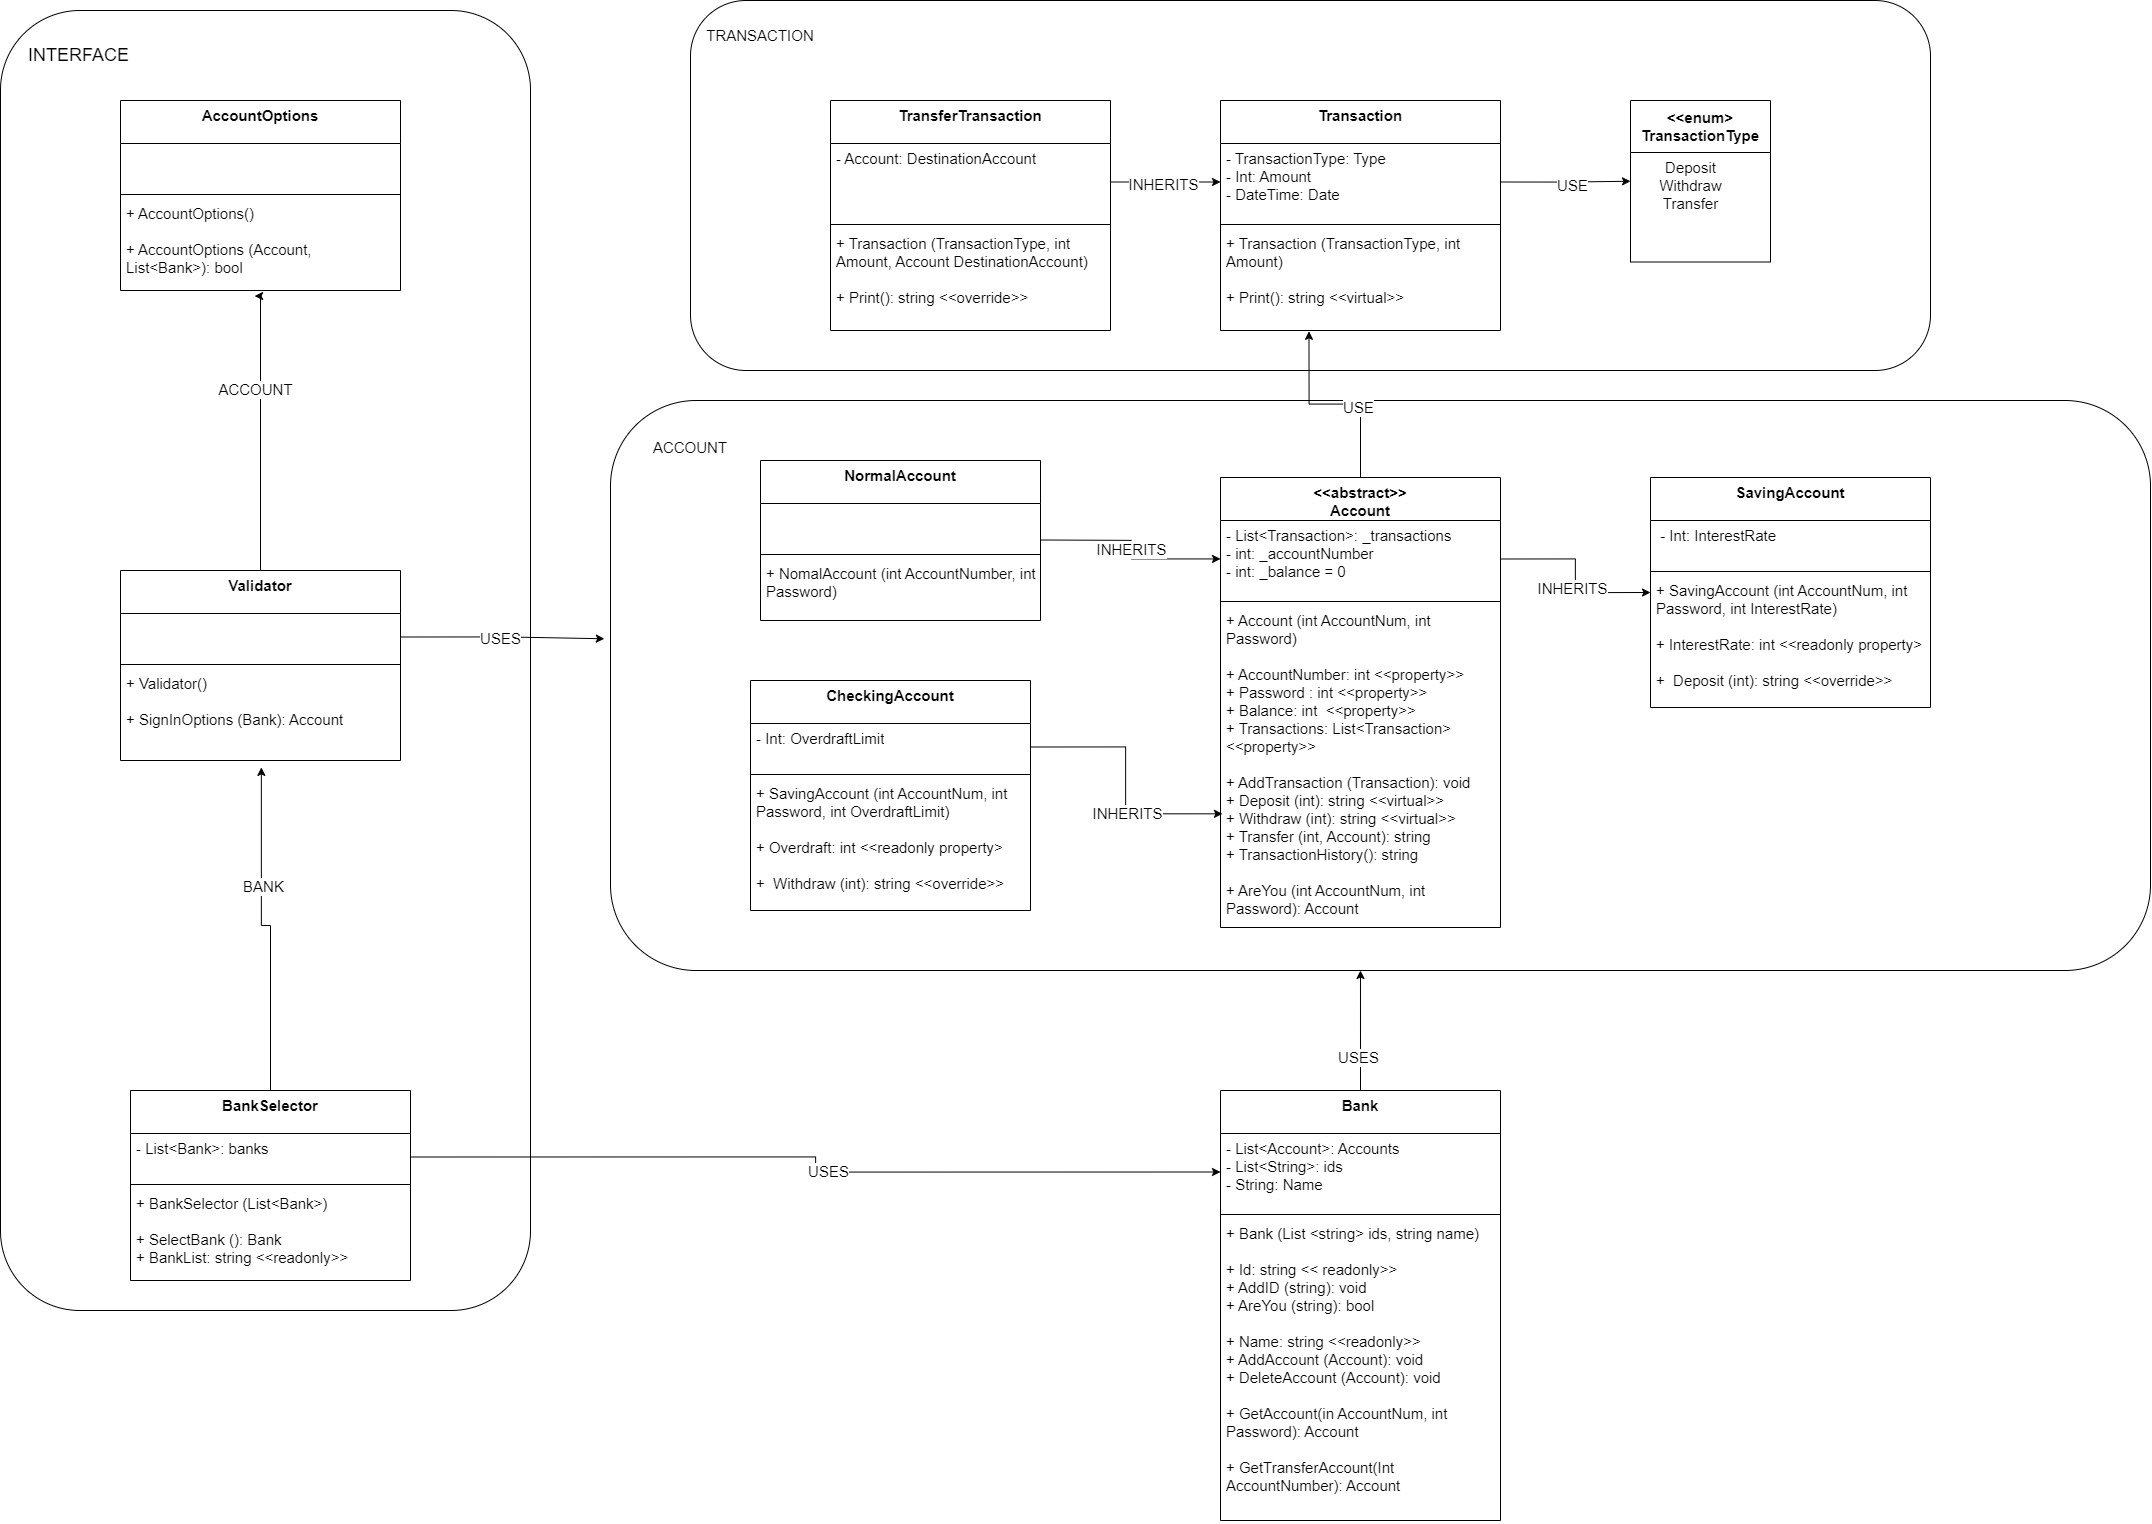 INTERFACE
AccountOptions
+ AccountOptions()
+ AccountOptions (Account,
List<Bank>): bool
ACCOUNT
Validator
+ Validator()
+ SignInOptions (Bank): Account
USES
BANK
BankSelector
- List<Bank>: banks
+ BankSelector (List<Bank>)
+ SelectBank (): Bank
+ BankList: string <<readonly>>
USES
TRANSACTION
TransferTransaction
- Account: DestinationAccount
+ Transaction (TransactionType, int
Amount, Account DestinationAccount)
+ Print(): string <<override>>
INHERITS
Transaction
- TransactionType: Type
- Int: Amount
- DateTime: Date
+ Transaction (TransactionType, int
Amount)
+ Print(): string <<virtual>>
USE
<<enum>
TransactionType
Deposit
Withdraw
Transfer
USE
ACCOUNT
NormalAccount
+ NomalAccount (int AccountNumber, int
Password)
INHERITS
CheckingAccount
- Int: OverdraftLimit
+ SavingAccount (int AccountNum, int
Password, int OverdraftLimit)
+ Overdraft: int <<readonly property>
+ Withdraw (int): string <<override>>
INHERITS
<<abstract>>
Account
- List<Transaction>: _transactions
- int: _accountNumber
- int: _balance = 0
+ Account (int AccountNum, int
Password)
+ AccountNumber: int <<property>>
+ Password : int <<property>>
+ Balance: int <<property>>
+ Transactions: List<Transaction>
<<property>>
+ AddTransaction (Transaction): void
+ Deposit (int): string <<virtual>>
+ Withdraw (int): string <<virtual>>
+ Transfer (int, Account): string
+ TransactionHistory(): string
+ AreYou (int AccountNum, int
Password): Account
INHERITS
SavingAccount
- Int: InterestRate
+ SavingAccount (int AccountNum, int
Password, int InterestRate)
+ InterestRate: int <<readonly property>
+ Deposit (int): string <<override>>
USES
Bank
- List<Account>: Accounts
- List<String>: ids
- String: Name
+ Bank (List <string> ids, string name)
+ Id: string << readonly>>
+ AddID (string): void
+ AreYou (string): bool
+ Name: string <<readonly>>
+ AddAccount (Account): void
+ DeleteAccount (Account): void
+ GetAccount(in AccountNum, int
Password): Account
+ GetTransferAccount(Int
AccountNumber): Account